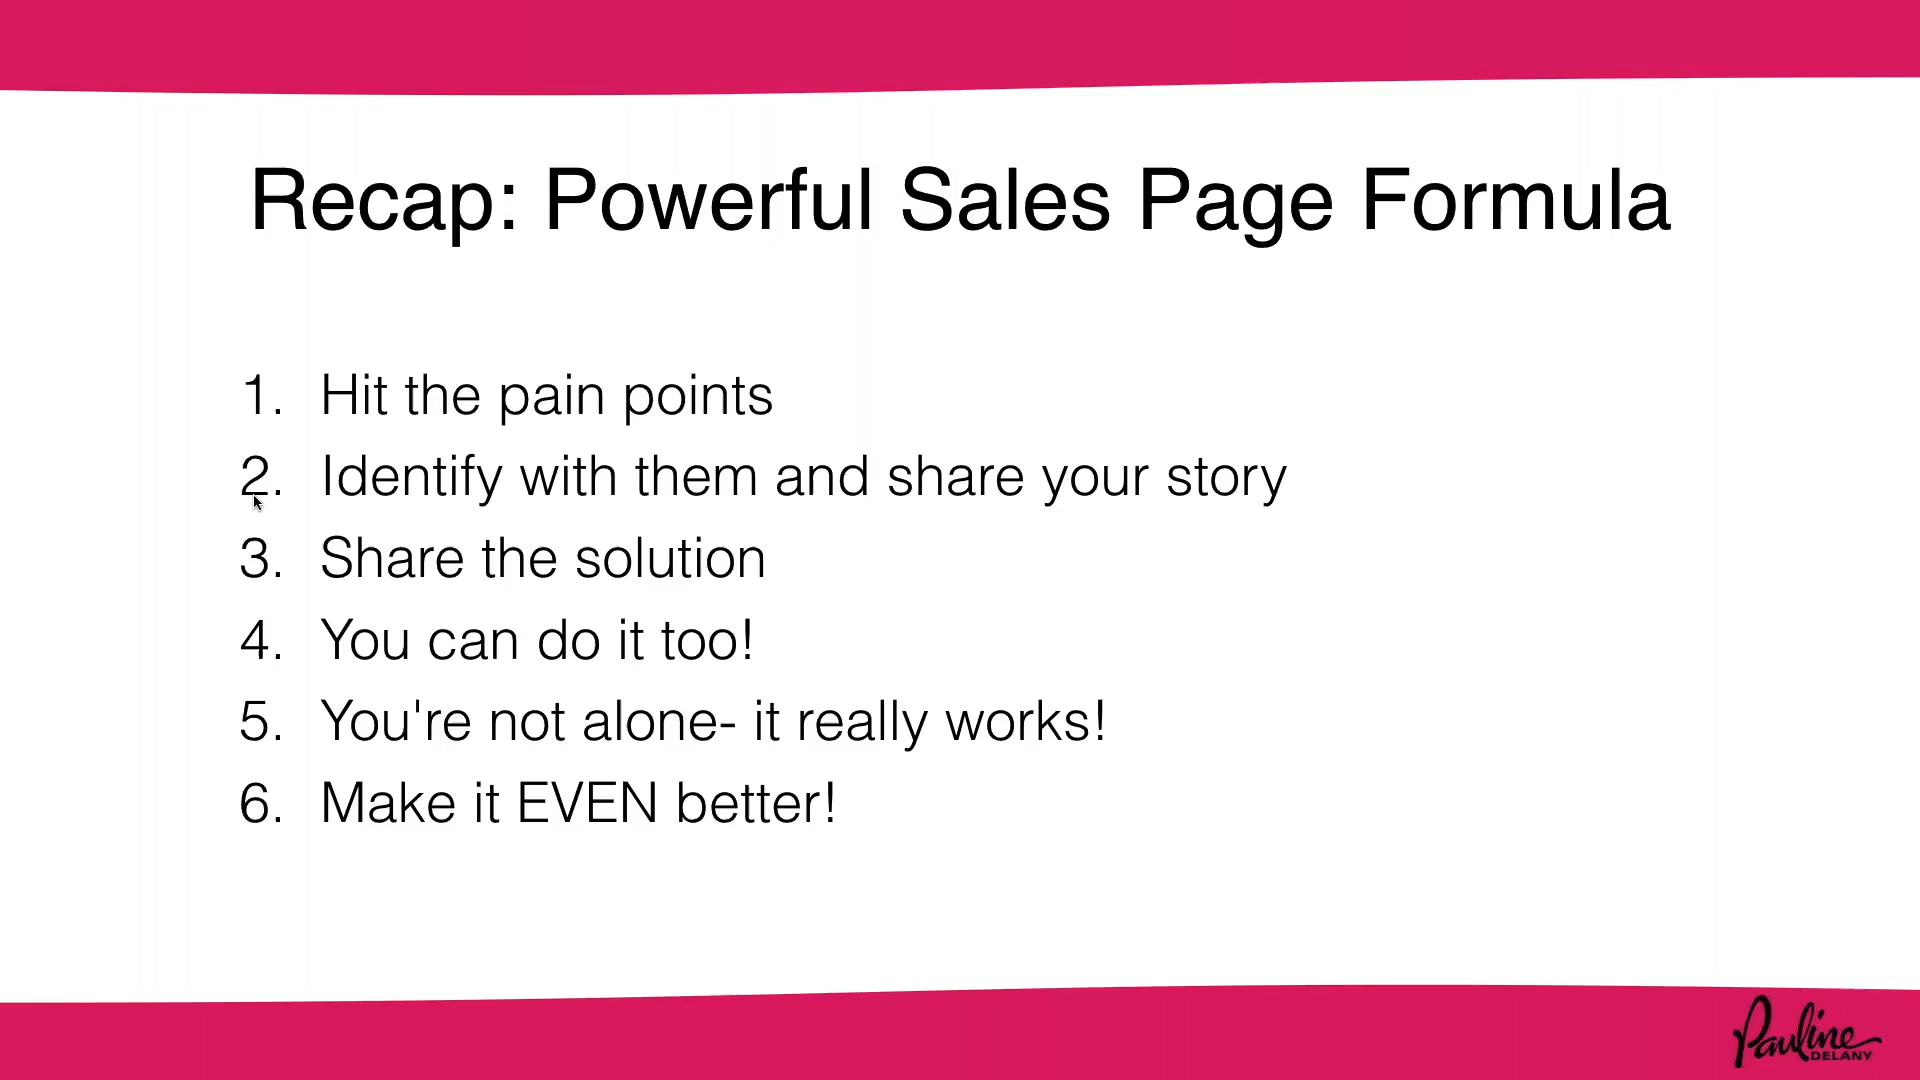 Recap: Powerful Sales Page Formula
1. Hit the pain points
2. Identify with them and share your story
3. Share the solution
4. You can do it too!
5. You're not alone- it really works!
6. Make it EVEN better!
Pauline
DELANY